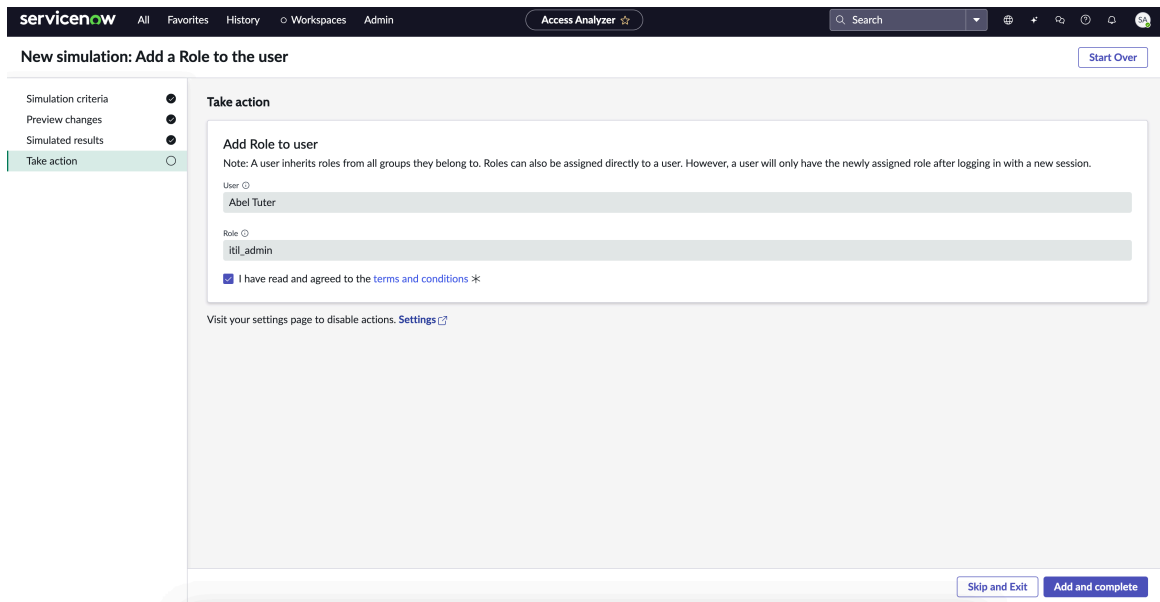 servicenow All Favorites History Workspaces Admin Access Analyzer Search SA
New simulation: Add a Role to the user Start Over
Simulation criteria
Preview changes
Simulated results
Take action
Take action
Add Role to user
Note: A user inherits roles from all groups they belong to. Roles can also be assigned directly to a user. However, a user will only have the newly assigned role after logging in with a new session.
User
Abel Tuter
Role
itil_admin
I have read and agreed to the terms and conditions *
Visit your settings page to disable actions. Settings
Skip and Exit Add and complete